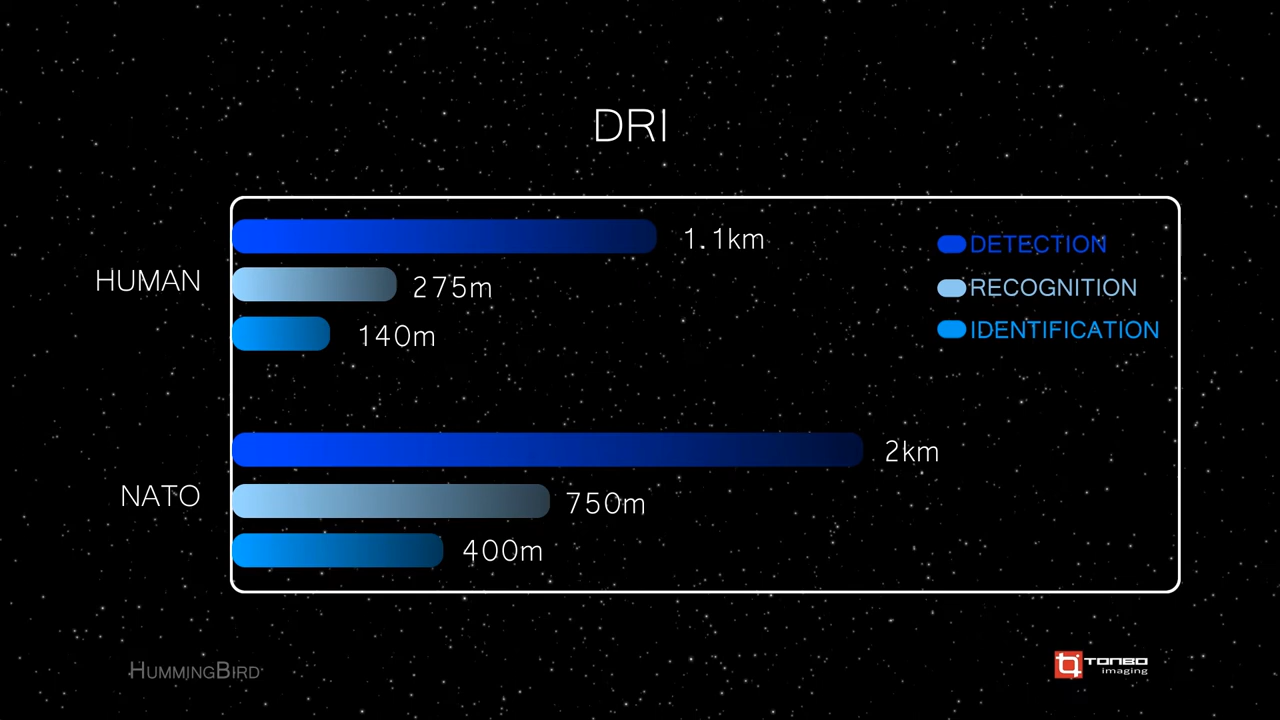 DRI
HUMAN
1.1km
275m
140m
DETECTION
RECOGNITION
IDENTIFICATION
NATO
2km
750m
400m
HUMMINGBIRD
TONBO
imaging